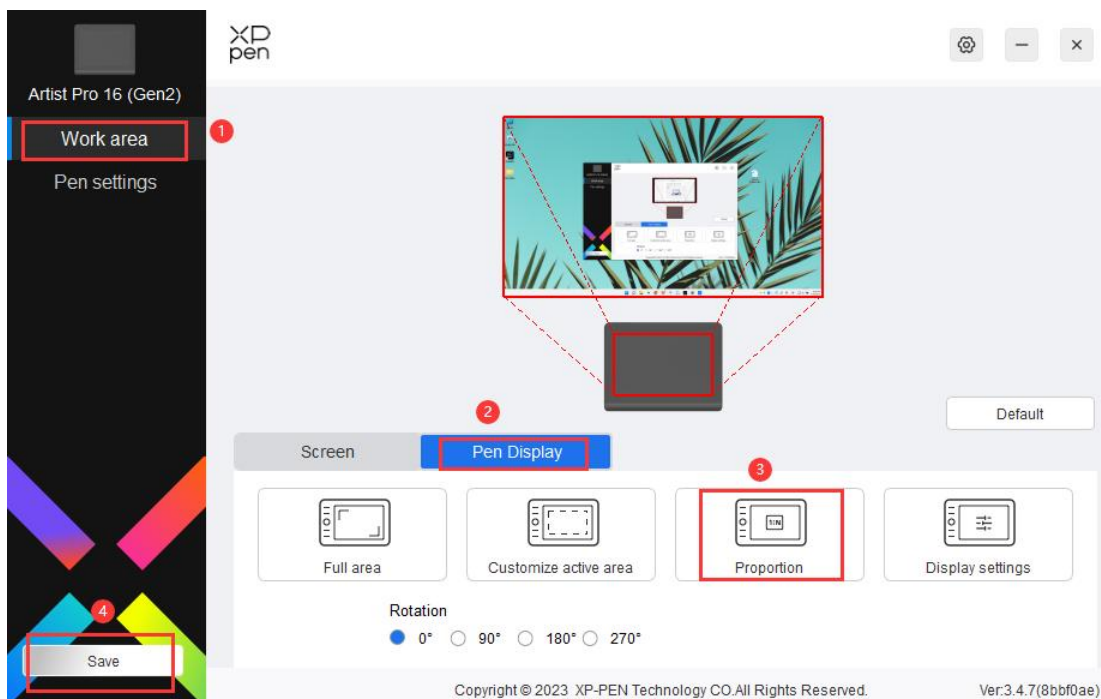 XP
pen
Artist Pro 16 (Gen2)
Work area
1
Pen settings
Default
2
Screen
Pen Display
3
1:N
Full area
Customize active area
Proportion
Display settings
Rotation
0°
90°
180°
270°
4
Save
Copyright © 2023 XP-PEN Technology CO.All Rights Reserved.
Ver:3.4.7(8bbf0ae)